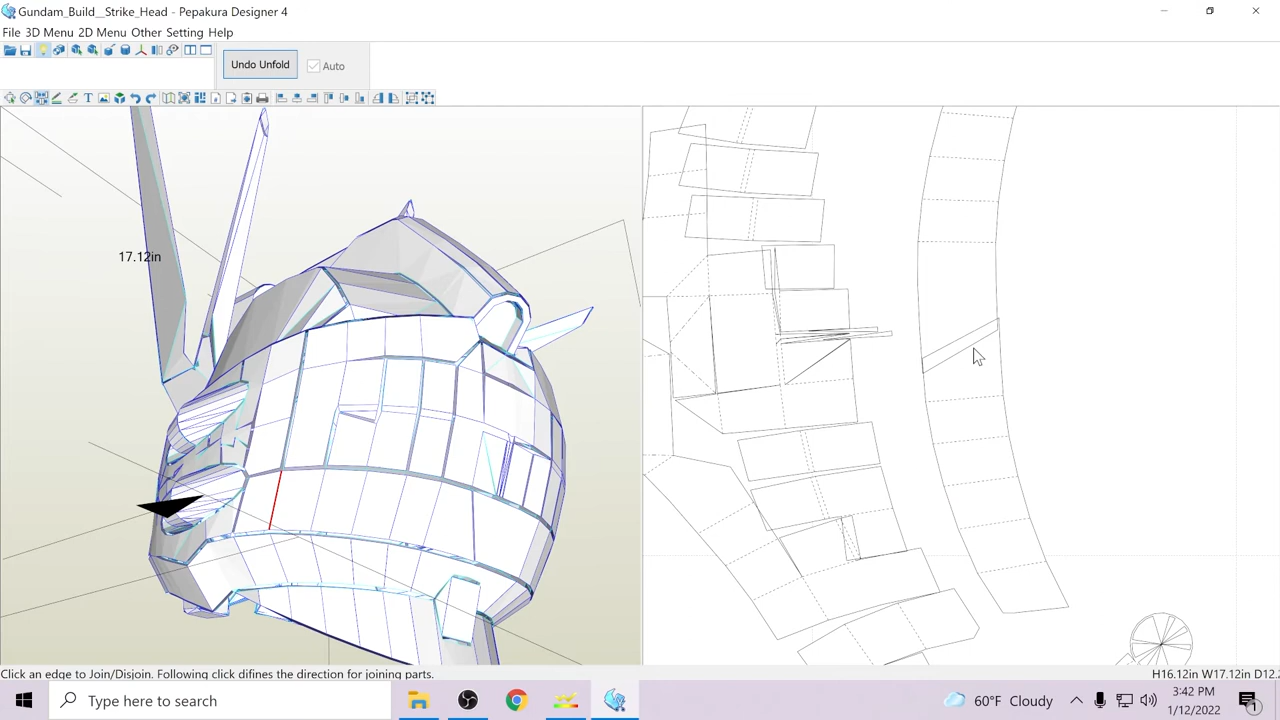 Gundam_Build__Strike_Head - Pepakura Designer 4
File 3D Menu 2D Menu Other Setting Help
Undo Unfold
Auto
17.12in
Click an edge to Join/Disjoin. Following click difines the direction for joining parts.
H16.12in W17.12in D12.2
Type here to search
60°F Cloudy
3:42 PM
1/12/2022
1